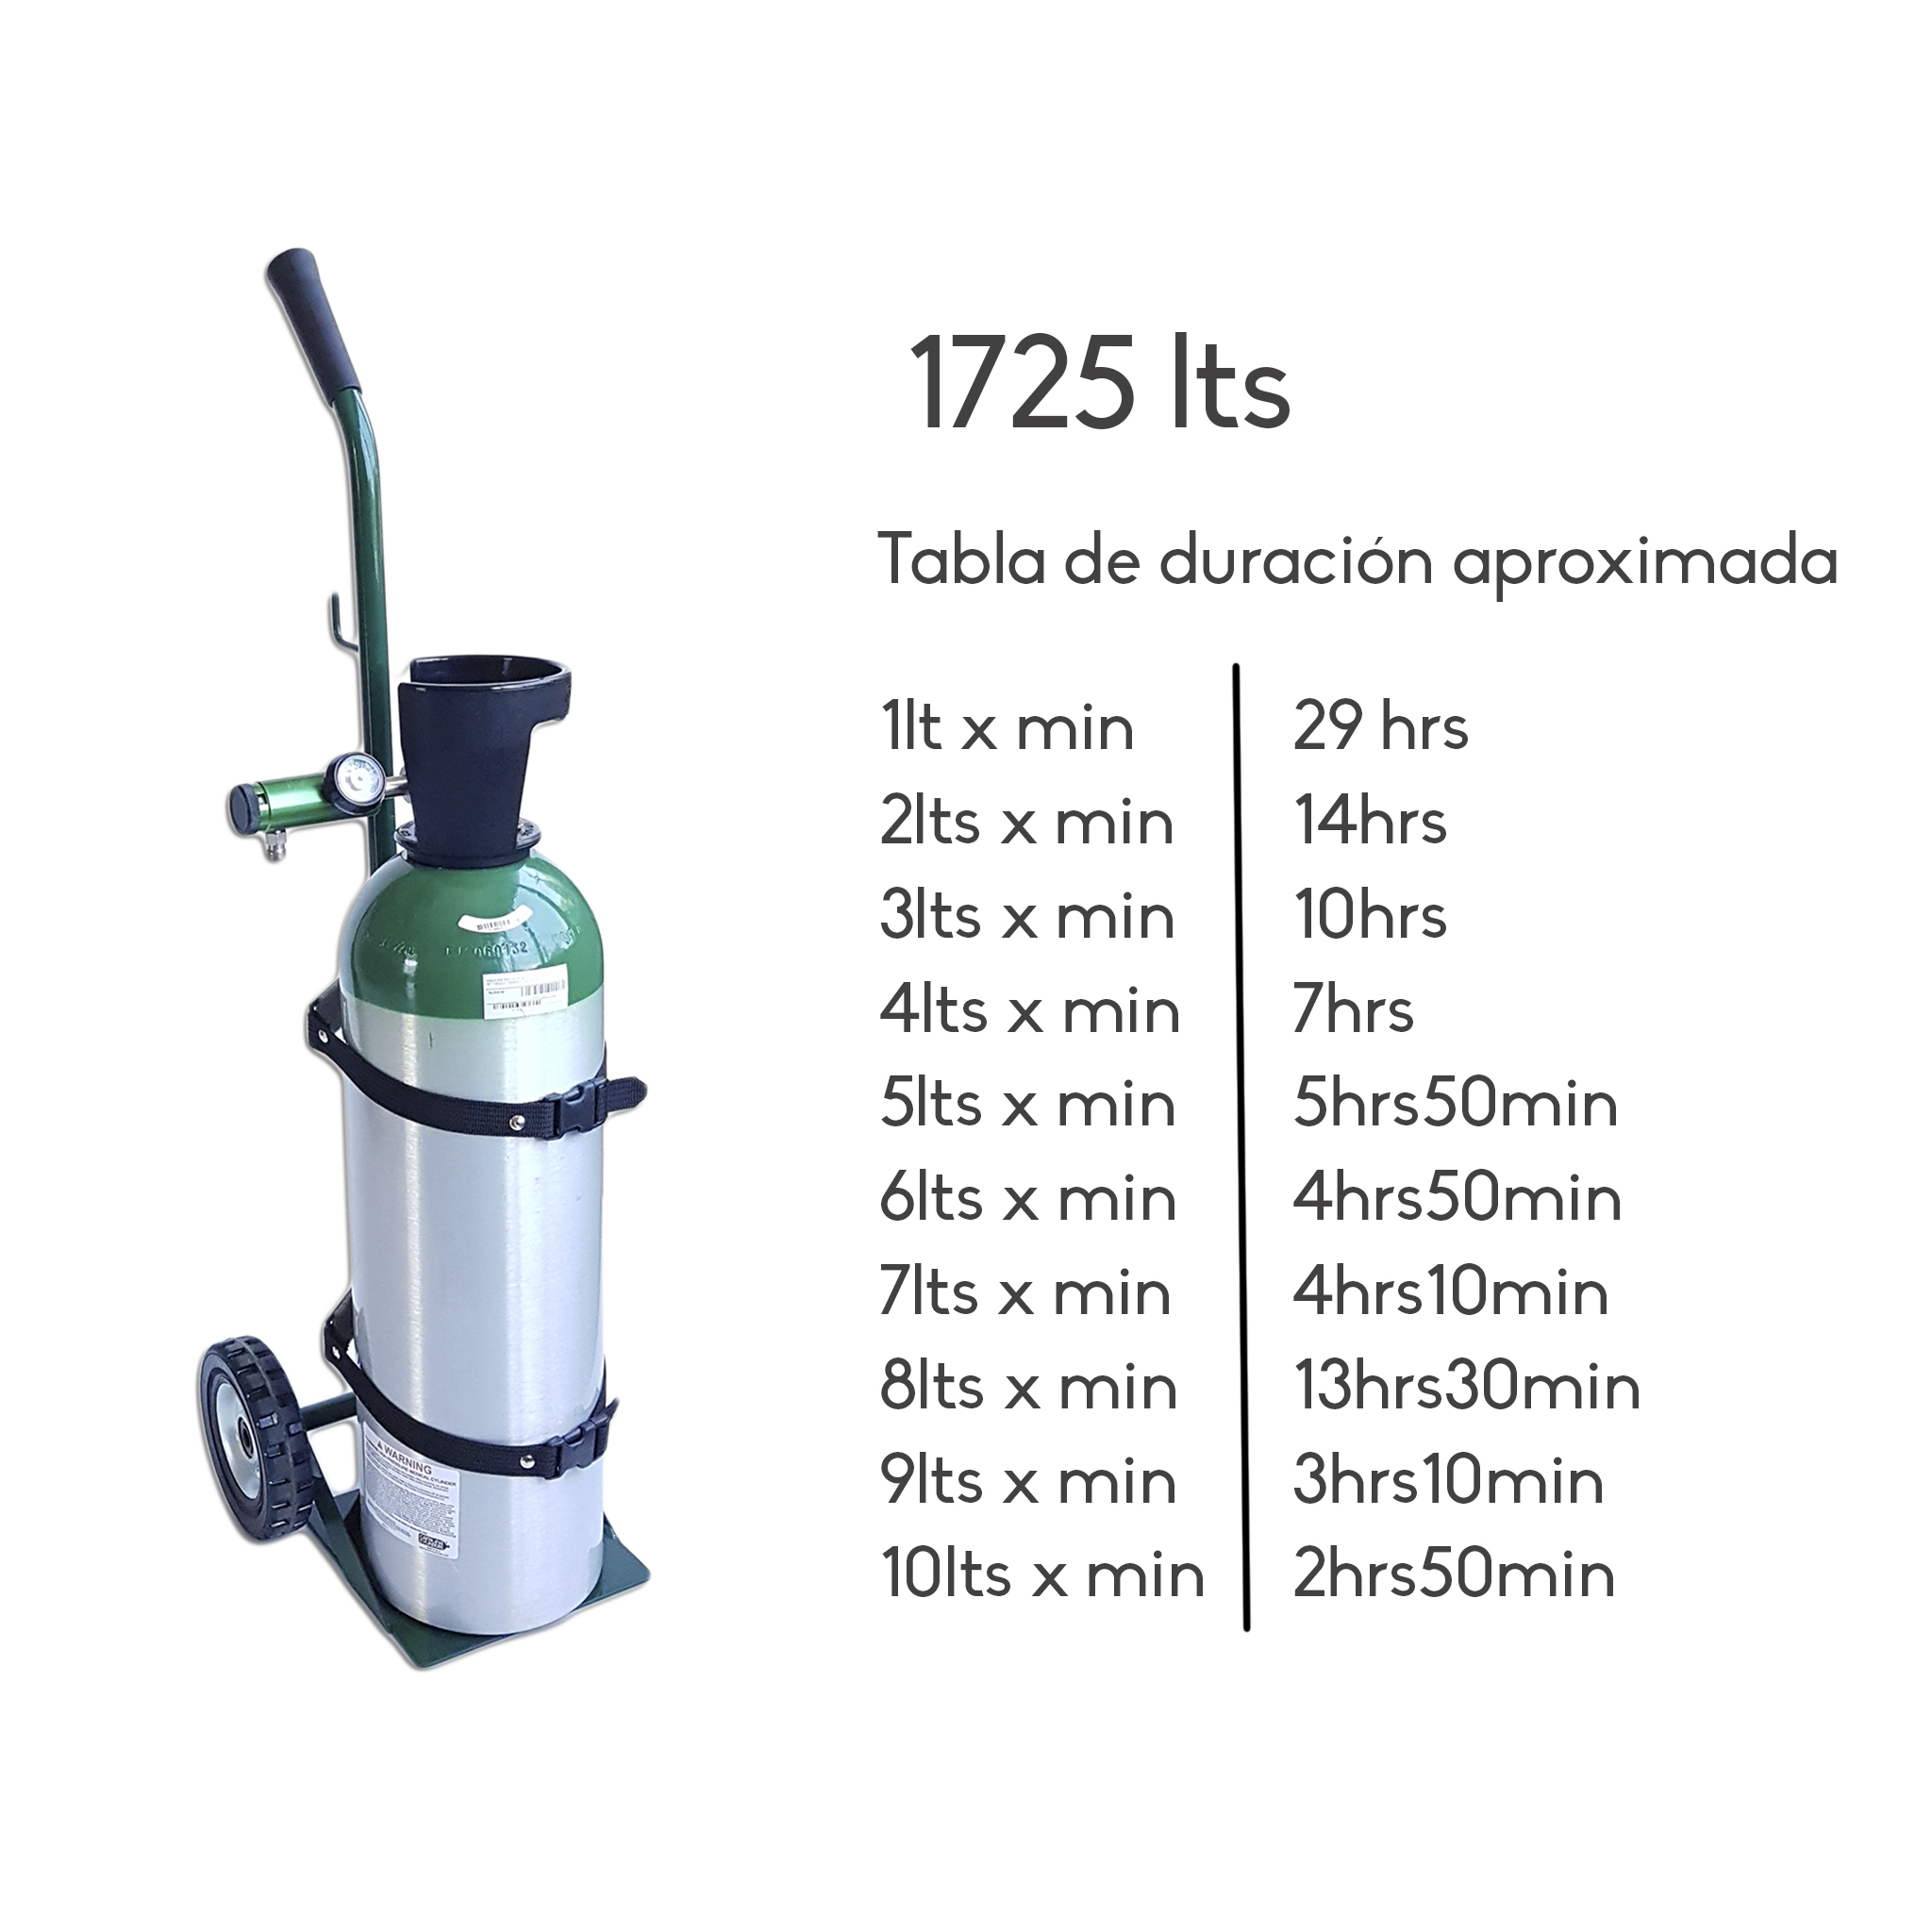 1725 lts
Tabla de duración aproximada
1lt x min 29 hrs
2lts x min 14hrs
3lts x min 10hrs
4lts x min 7hrs
5lts x min 5hrs50min
6lts x min 4hrs50min
7lts x min 4hrs10min
8lts x min 13hrs30min
9lts x min 3hrs10min
10lts x min 2hrs50min
WARNING